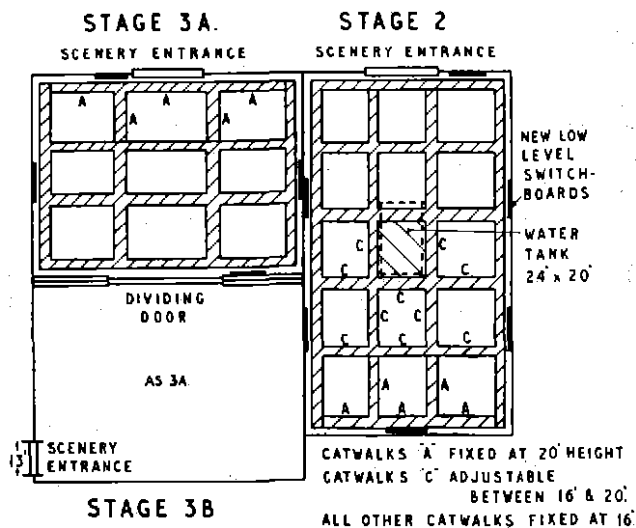 STAGE 3A.
SCENERY ENTRANCE
A
A
A
A
A
DIVIDING
DOOR
AS 3A
13'
SCENERY
ENTRANCE
STAGE 3B
STAGE 2
SCENERY ENTRANCE
NEW LOW
LEVEL
SWITCH-
BOARDS
WATER
TANK
24' x 20'
C
C
C
C
C
C
C
C
C
A
A
A
A
A
CATWALKS "A" FIXED AT 20' HEIGHT
CATWALKS "C" ADJUSTABLE
BETWEEN 16' & 20'.
ALL OTHER CATWALKS FIXED AT 16'